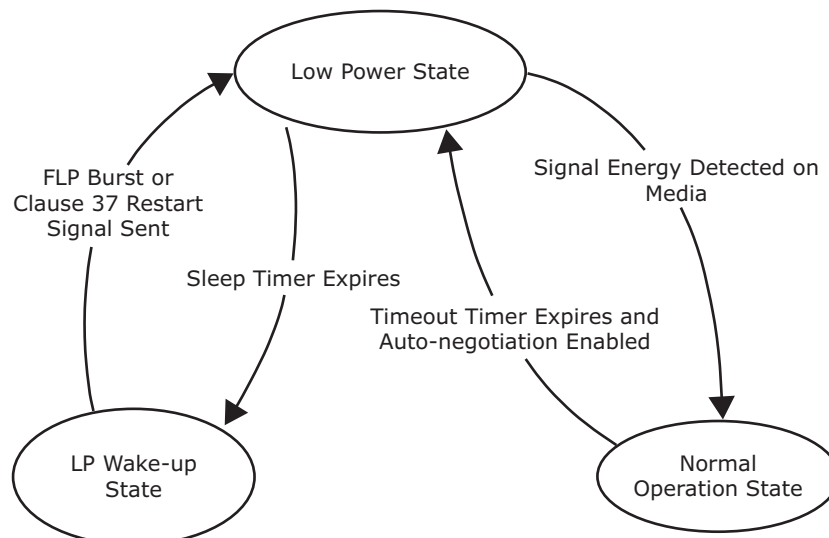 Low Power State
FLP Burst or
Clause 37 Restart
Signal Sent
Signal Energy Detected on
Media
Sleep Timer Expires
Timeout Timer Expires and
Auto-negotiation Enabled
LP Wake-up
State
Normal
Operation State